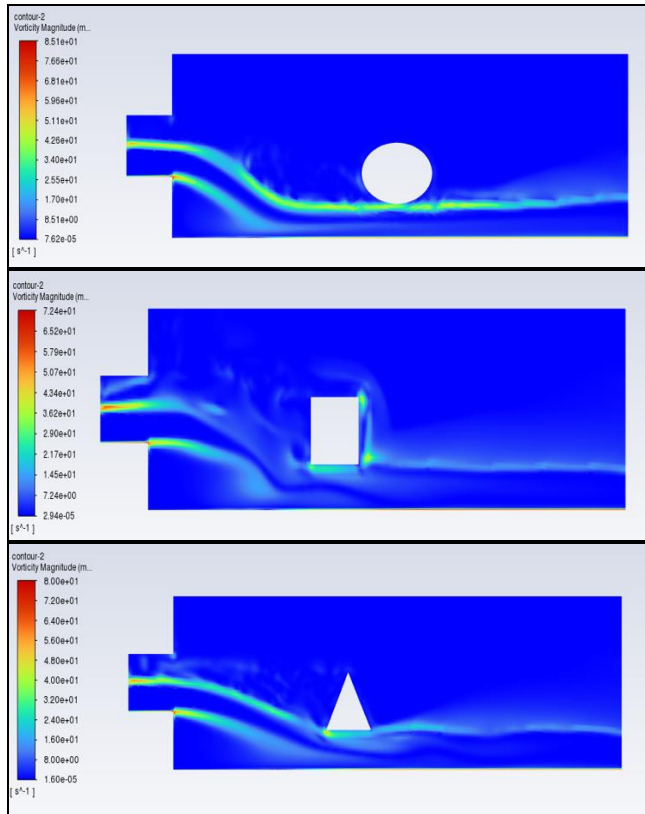 contour-2
Vorticity Magnitude (m...
8.51e+01
7.66e+01
6.81e+01
5.96e+01
5.11e+01
4.26e+01
3.40e+01
2.55e+01
1.70e+01
8.51e+00
7.62e-05
[ s^-1 ]
contour-2
Vorticity Magnitude (m...
7.24e+01
6.52e+01
5.79e+01
5.07e+01
4.34e+01
3.62e+01
2.90e+01
2.17e+01
1.45e+01
7.24e+00
2.94e-05
[ s^-1 ]
contour-2
Vorticity Magnitude (m...
8.00e+01
7.20e+01
6.40e+01
5.60e+01
4.80e+01
4.00e+01
3.20e+01
2.40e+01
1.60e+01
8.00e+00
1.60e-05
[ s^-1 ]